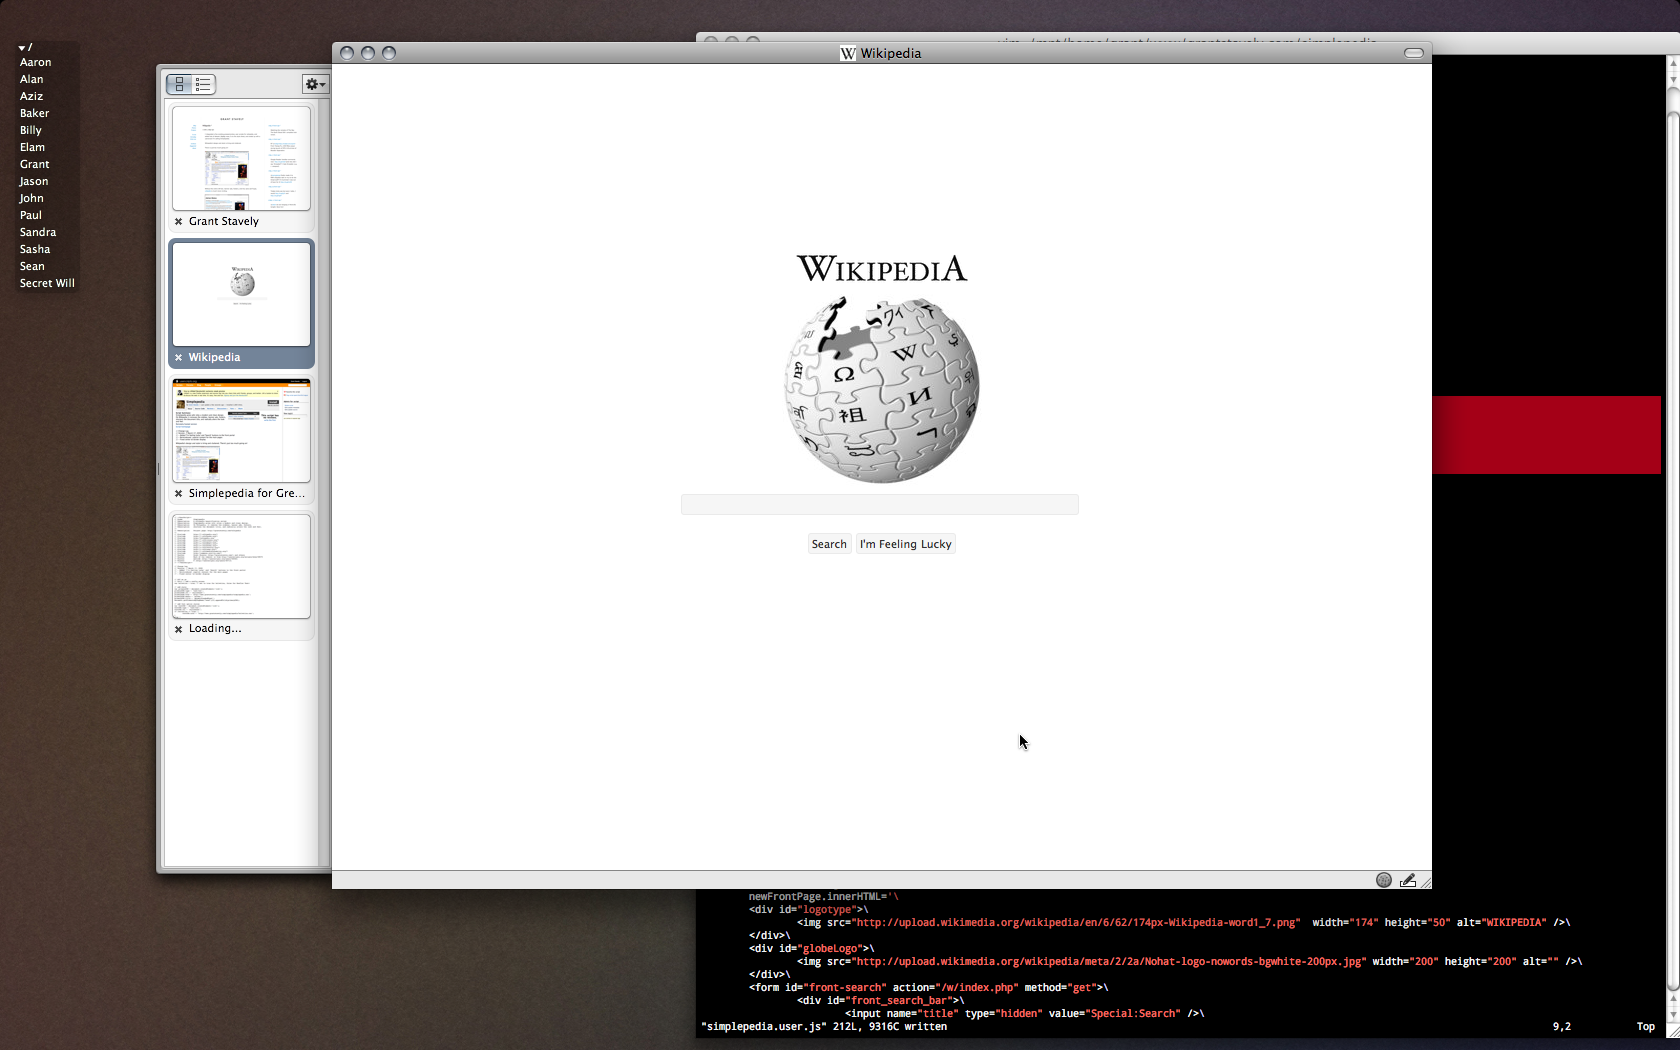 /
Aaron
Alan
Aziz
Baker
Billy
Elam
Grant
Jason
John
Paul
Sandra
Sasha
Sean
Secret Will
Grant Stavely
Wikipedia
Simplepedia for Gre...
Loading...
W Wikipedia
WIKIPEDIA
Ω
W
И
祖
Search
I'm Feeling Lucky
newFrontPage.innerHTML='\
<div id="logotype">\
<img src="http://upload.wikimedia.org/wikipedia/en/6/62/174px-Wikipedia-word1_7.png" width="174" height="50" alt="WIKIPEDIA" />\
</div>\
<div id="globeLogo">\
<img src="http://upload.wikimedia.org/wikipedia/meta/2/2a/Nohat-logo-nowords-bgwhite-200px.jpg" width="200" height="200" alt="" />\
</div>\
<form id="front-search" action="/w/index.php" method="get">\
<div id="front_search_bar">\
<input name="title" type="hidden" value="Special:Search" />\
"simplepedia.user.js" 212L, 9316C written 9,2 Top